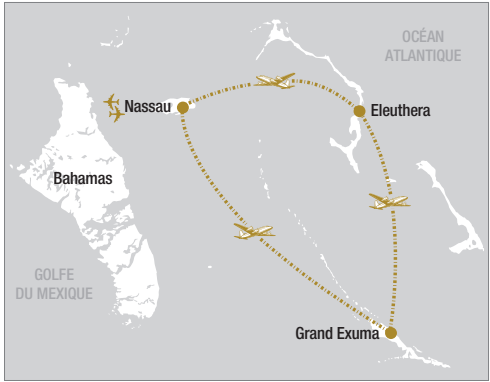 OCÉAN
ATLANTIQUE
Nassau
Eleuthera
Bahamas
GOLFE
DU MEXIQUE
Grand Exuma